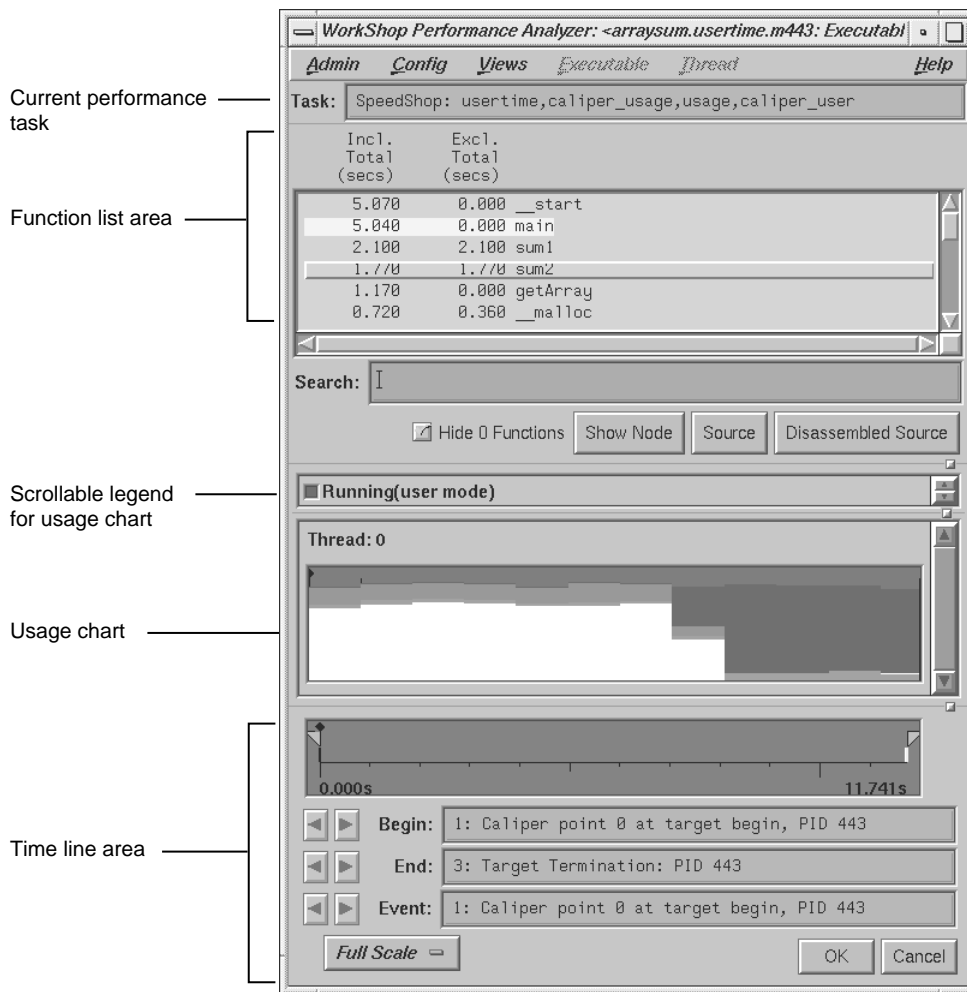 WorkShop Performance Analyzer: <arraysum.usertime.m443: Executabl
Admin Config Views Executable Thread Help
Current performance task
Task: SpeedShop: usertime,caliper_usage,usage,caliper_user
Incl. Total (secs) Excl. Total (secs)
Function list area
5.070 0.000 __start
5.040 0.000 main
2.100 2.100 sum1
1.770 1.770 sum2
1.170 0.000 getArray
0.720 0.360 __malloc
Search:
Hide 0 Functions Show Node Source Disassembled Source
Scrollable legend for usage chart
Running(user mode)
Thread: 0
Usage chart
0.000s 11.741s
Time line area
Begin: 1: Caliper point 0 at target begin, PID 443
End: 3: Target Termination: PID 443
Event: 1: Caliper point 0 at target begin, PID 443
Full Scale OK Cancel